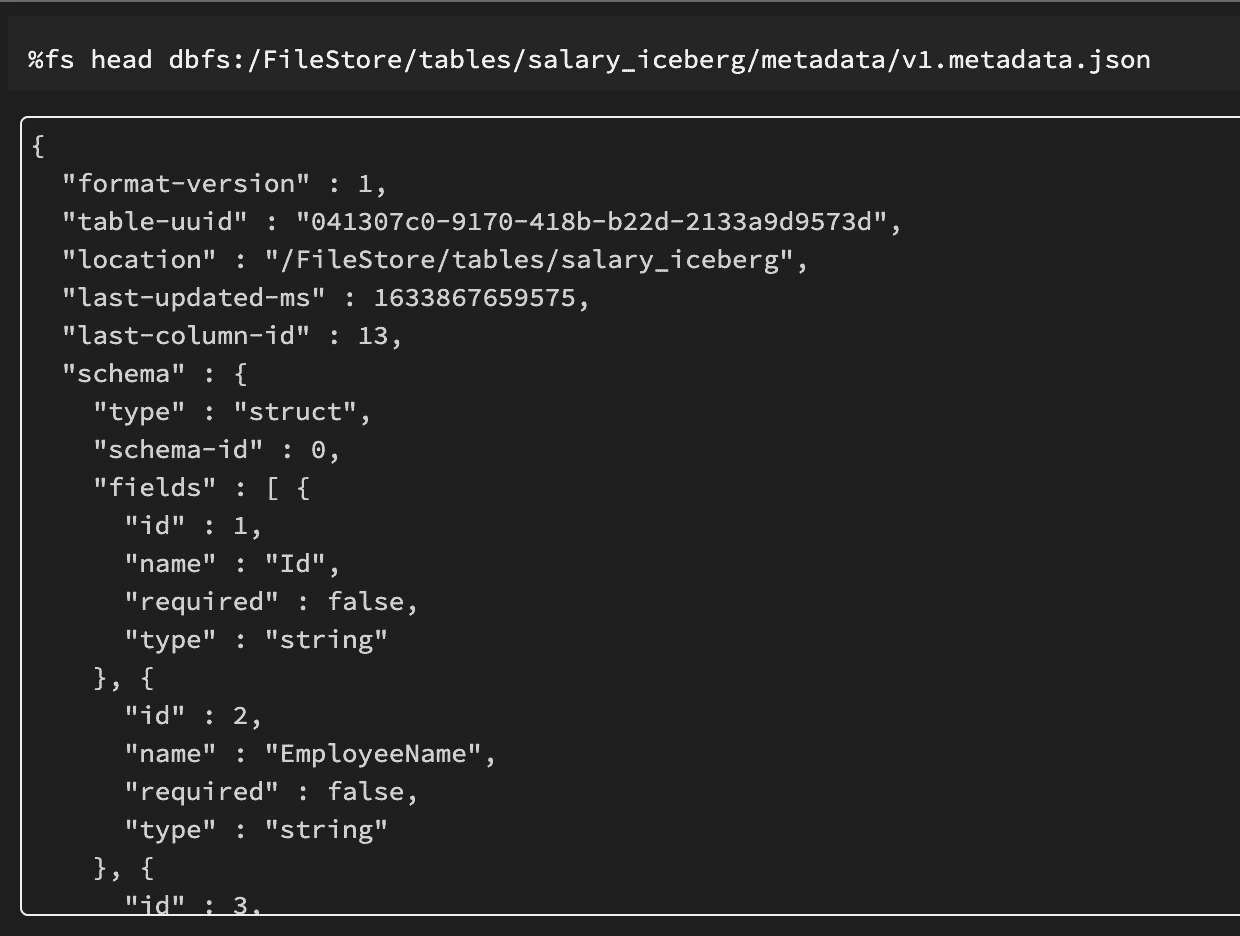 %fs head dbfs:/FileStore/tables/salary_iceberg/metadata/v1.metadata.json
{
  "format-version" : 1,
  "table-uuid" : "041307c0-9170-418b-b22d-2133a9d9573d",
  "location" : "/FileStore/tables/salary_iceberg",
  "last-updated-ms" : 1633867659575,
  "last-column-id" : 13,
  "schema" : {
    "type" : "struct",
    "schema-id" : 0,
    "fields" : [ {
      "id" : 1,
      "name" : "Id",
      "required" : false,
      "type" : "string"
    }, {
      "id" : 2,
      "name" : "EmployeeName",
      "required" : false,
      "type" : "string"
    }, {
      "id" : 3,